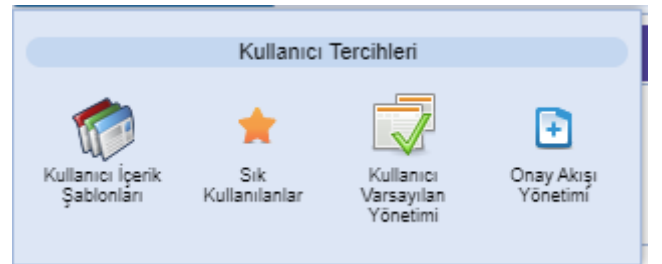 Kullanıcı Tercihleri
Kullanıcı İçerik
Şablonları
Sık
Kullanılanlar
Kullanıcı
Varsayılan
Yönetimi
Onay Akışı
Yönetimi